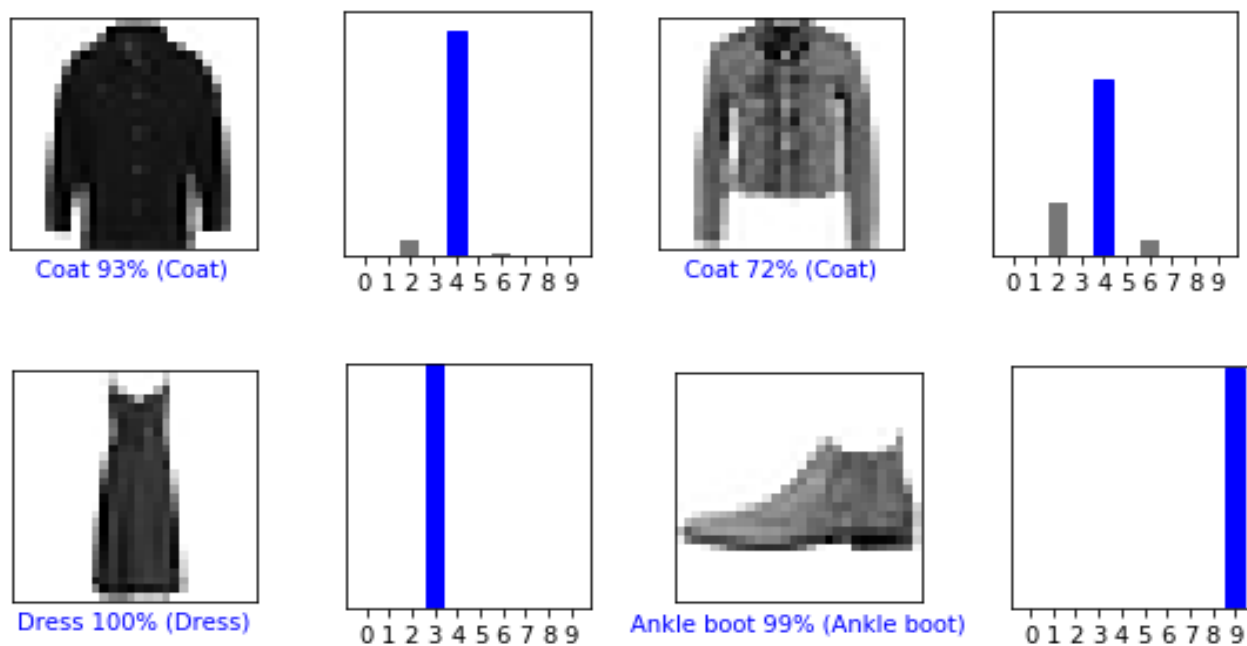 0 1 2 3 4 5 6 7 8 9
0 1 2 3 4 5 6 7 8 9
Coat 93% (Coat)
Coat 72% (Coat)
0 1 2 3 4 5 6 7 8 9
0 1 2 3 4 5 6 7 8 9
Dress 100% (Dress)
Ankle boot 99% (Ankle boot)